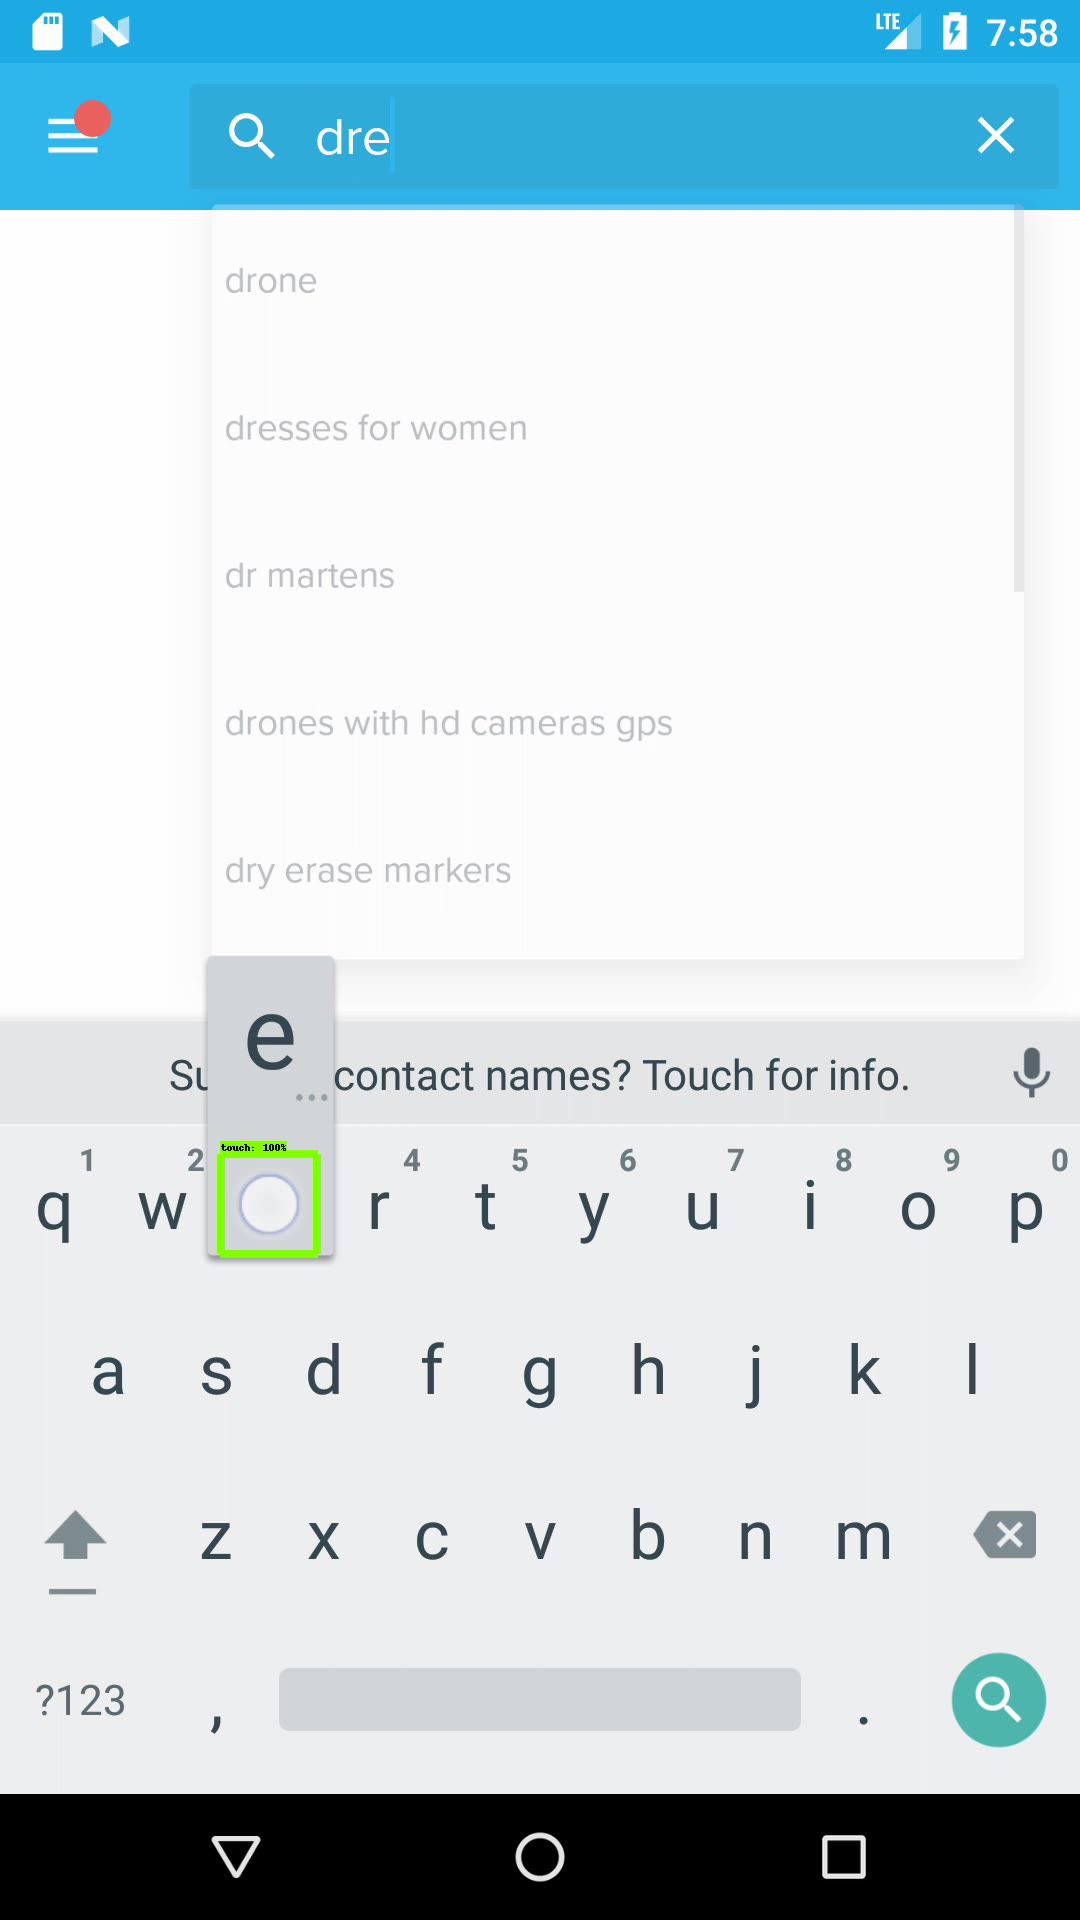 LTE 7:58
dre
drone
dresses for women
dr martens
drones with hd cameras gps
dry erase markers
e
...
contact names? Touch for info.
touch: 100%
1 2 4 5 6 7 8 9 0
q w r t y u i o p
a s d f g h j k l
z x c v b n m
?123 , .